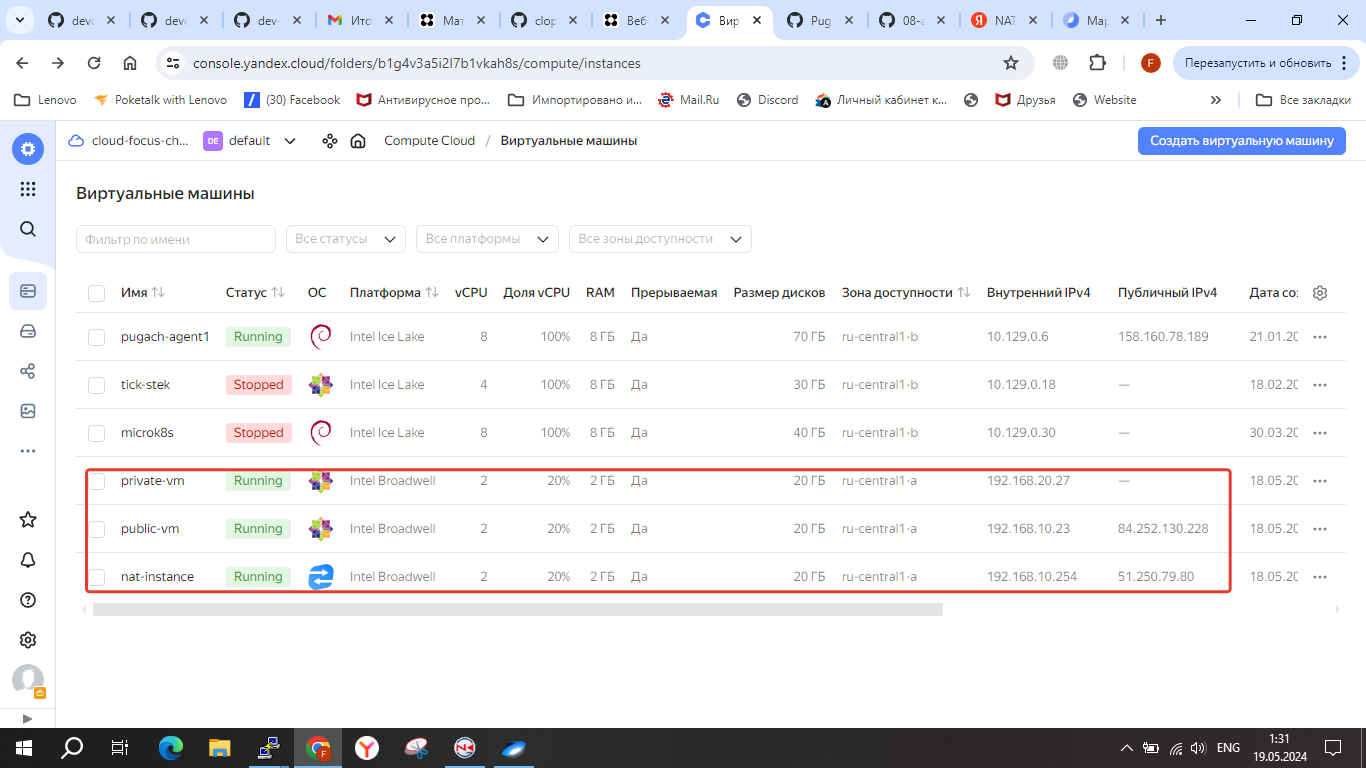 devo dev dev- Ито Мат clop Веб Вир Pug 08-a NAT Мар
console.yandex.cloud/folders/b1g4v3a5i2l7b1vkah8s/compute/instances F Перезапустить и обновить
Lenovo Poketalk with Lenovo (30) Facebook Антивирусное про... Импортировано и... Mail.Ru Discord Личный кабинет к... Друзья Website » Все закладки
cloud-focus-ch... DE default Compute Cloud / Виртуальные машины Создать виртуальную машину
Виртуальные машины
Фильтр по имени Все статусы Все платформы Все зоны доступности
Имя Статус ОС Платформа vCPU Доля vCPU RAM Прерываемая Размер дисков Зона доступности Внутренний IPv4 Публичный IPv4 Дата со
pugach-agent1 Running Intel Ice Lake 8 100% 8 ГБ Да 70 ГБ ru-central1-b 10.129.0.6 158.160.78.189 21.01.20
tick-stek Stopped Intel Ice Lake 4 100% 8 ГБ Да 30 ГБ ru-central1-b 10.129.0.18 — 18.02.20
microk8s Stopped Intel Ice Lake 8 100% 8 ГБ Да 40 ГБ ru-central1-b 10.129.0.30 — 30.03.20
private-vm Running Intel Broadwell 2 20% 2 ГБ Да 20 ГБ ru-central1-a 192.168.20.27 — 18.05.20
public-vm Running Intel Broadwell 2 20% 2 ГБ Да 20 ГБ ru-central1-a 192.168.10.23 84.252.130.228 18.05.20
nat-instance Running Intel Broadwell 2 20% 2 ГБ Да 20 ГБ ru-central1-a 192.168.10.254 51.250.79.80 18.05.20
ENG 1:31
19.05.2024